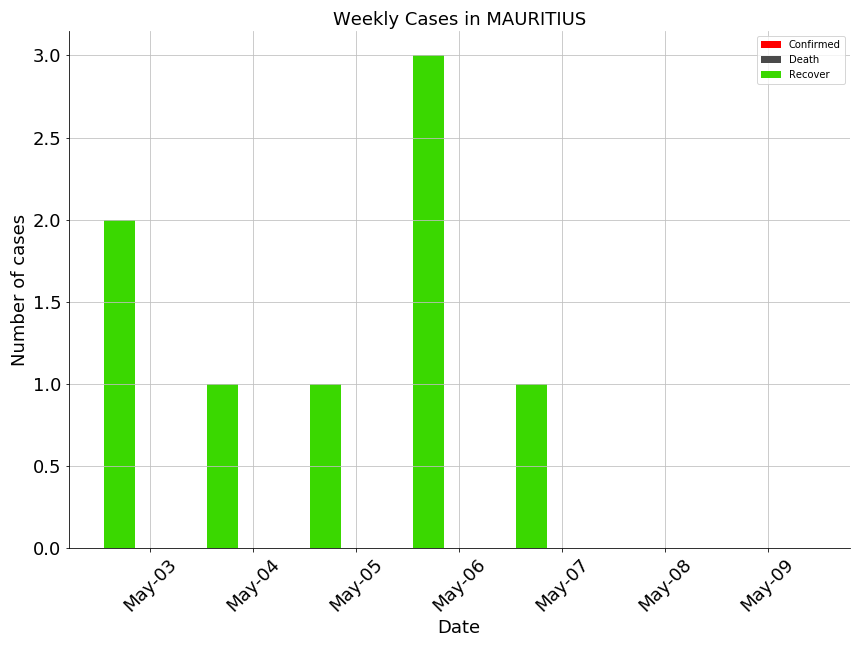 Weekly Cases in MAURITIUS
Confirmed
Death
Recover
Number of cases
3.0
2.5
2.0
1.5
1.0
0.5
0.0
May-03
May-04
May-05
May-06
May-07
May-08
May-09
Date